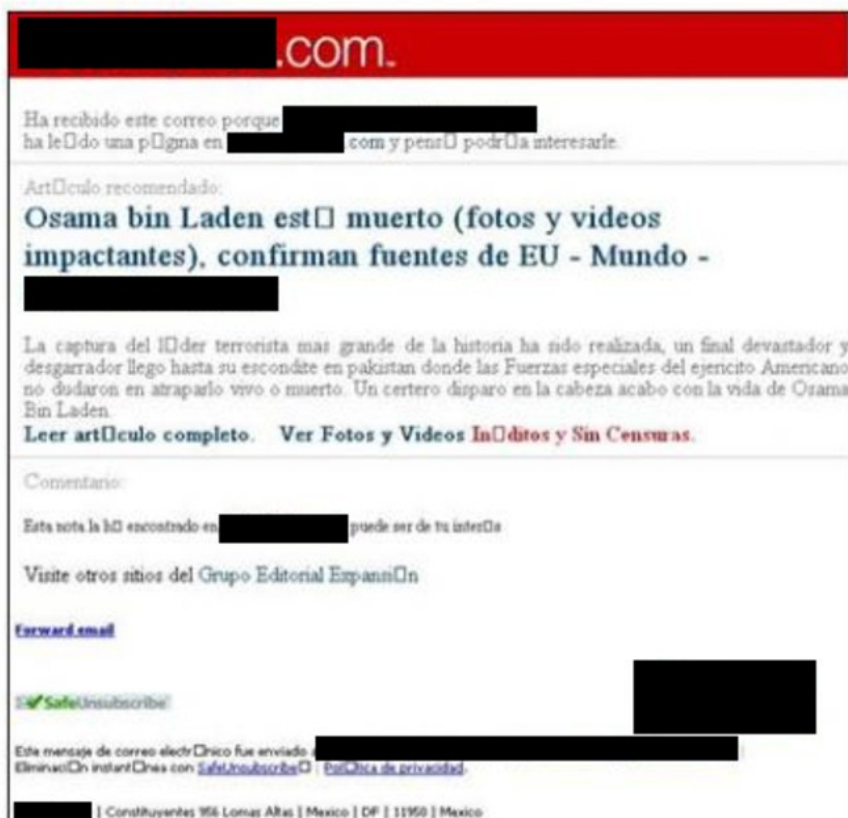 .com.
Ha recibido este correo porque
ha le□do una p□gina en .com y pens□ podr□a interesarle.
Art□culo recomendado:
Osama bin Laden est□ muerto (fotos y videos
impactantes), confirman fuentes de EU - Mundo -
La captura del l□der terrorista mas grande de la historia ha sido realizada, un final devastador y
desgarrador llego hasta su escondite en pakistan donde las Fuerzas especiales del ejercito Americano
no dudaron en atraparlo vivo o muerto. Un certero disparo en la cabeza acabo con la vida de Osama
Bin Laden.
Leer art□culo completo. Ver Fotos y Videos In□ditos y Sin Censuras.
Comentario:
Esta nota la h□ encontrado en puede ser de tu inter□s
Visite otros sitios del Grupo Editorial Expansi□n
Forward email
SafeUnsubscribe
Este mensaje de correo electr□nico fue enviado a
Eliminaci□n instant□nea con SafeUnsubscribe□ | Pol□tica de privacidad.
| Constituyentes 956 Lomas Altas | Mexico | DF | 11950 | Mexico